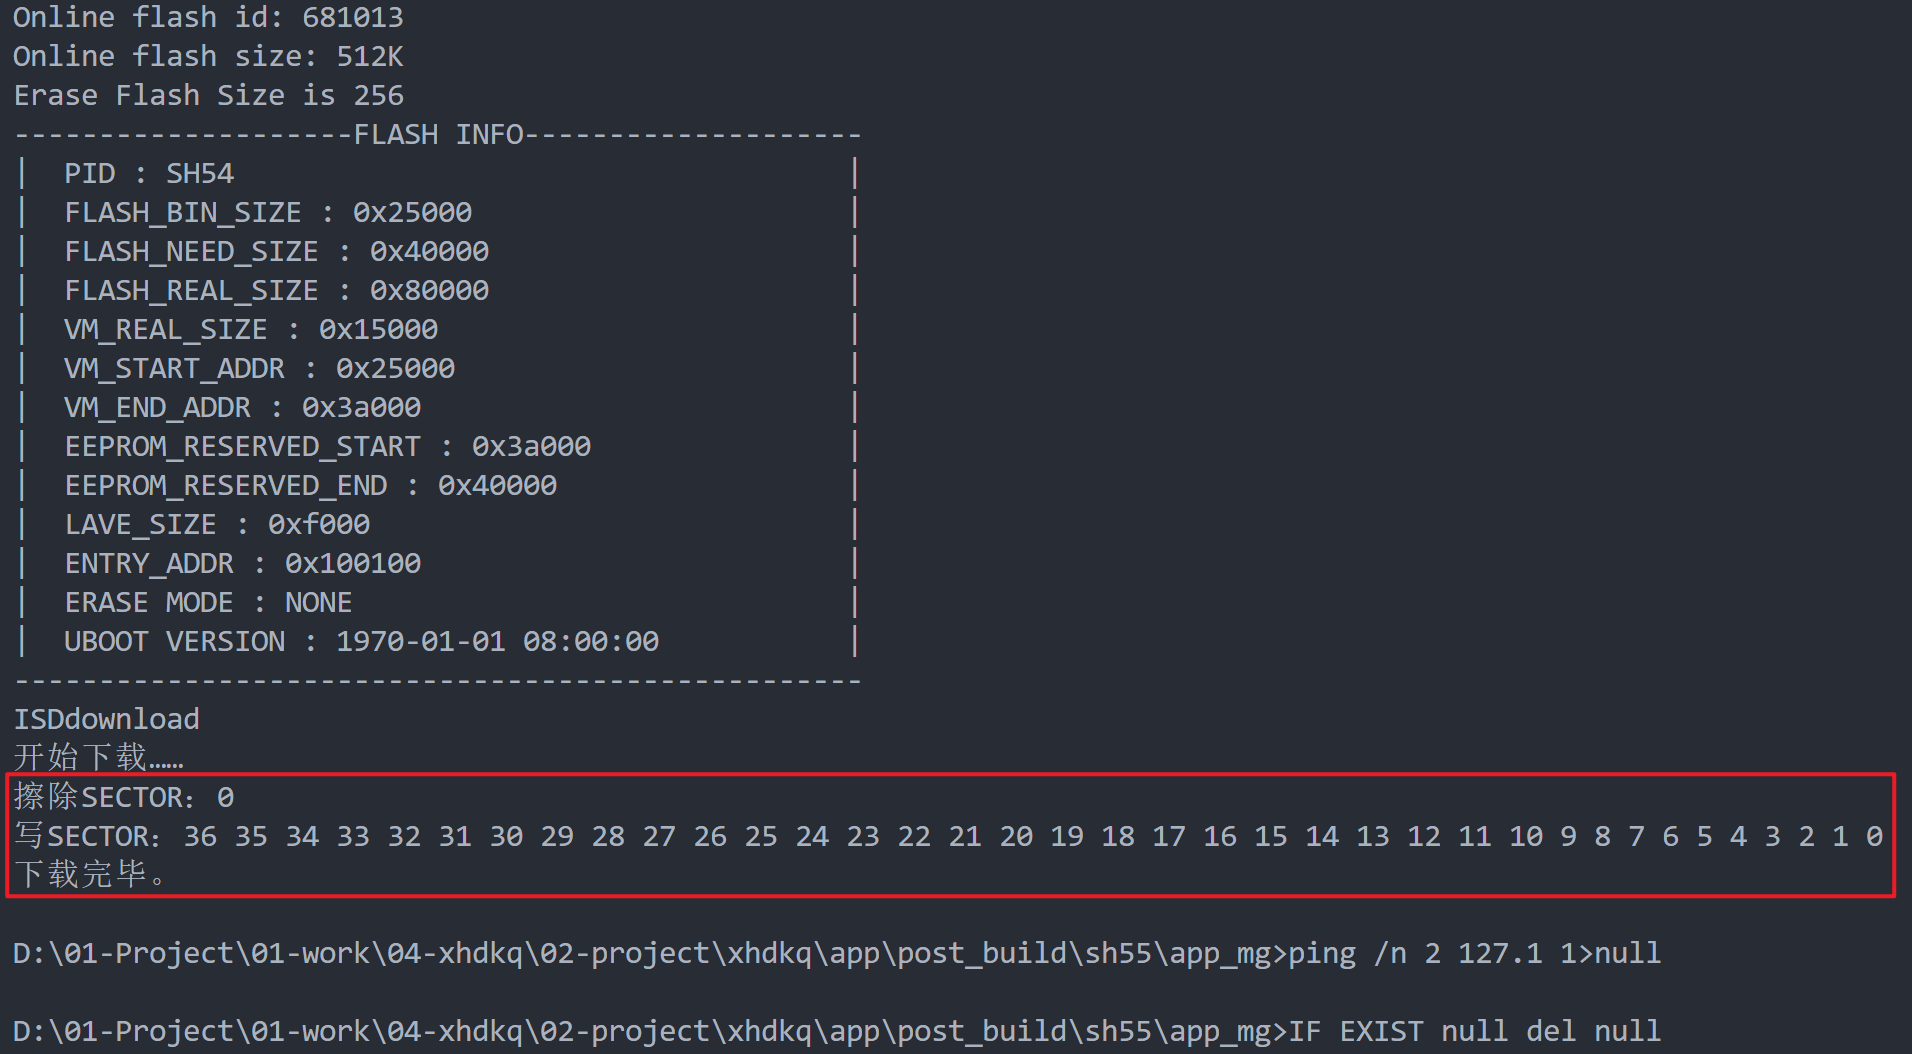 Online flash id: 681013
Online flash size: 512K
Erase Flash Size is 256
--------------------FLASH INFO--------------------
|  PID : SH54                                    |
|  FLASH_BIN_SIZE : 0x25000                      |
|  FLASH_NEED_SIZE : 0x40000                     |
|  FLASH_REAL_SIZE : 0x80000                     |
|  VM_REAL_SIZE : 0x15000                        |
|  VM_START_ADDR : 0x25000                       |
|  VM_END_ADDR : 0x3a000                         |
|  EEPROM_RESERVED_START : 0x3a000               |
|  EEPROM_RESERVED_END : 0x40000                 |
|  LAVE_SIZE : 0xf000                            |
|  ENTRY_ADDR : 0x100100                         |
|  ERASE MODE : NONE                             |
|  UBOOT VERSION : 1970-01-01 08:00:00           |
--------------------------------------------------
ISDdownload
开始下载……
擦除SECTOR：0
写SECTOR：36 35 34 33 32 31 30 29 28 27 26 25 24 23 22 21 20 19 18 17 16 15 14 13 12 11 10 9 8 7 6 5 4 3 2 1 0
下载完毕。
D:\01-Project\01-work\04-xhdkq\02-project\xhdkq\app\post_build\sh55\app_mg>ping /n 2 127.1 1>null
D:\01-Project\01-work\04-xhdkq\02-project\xhdkq\app\post_build\sh55\app_mg>IF EXIST null del null